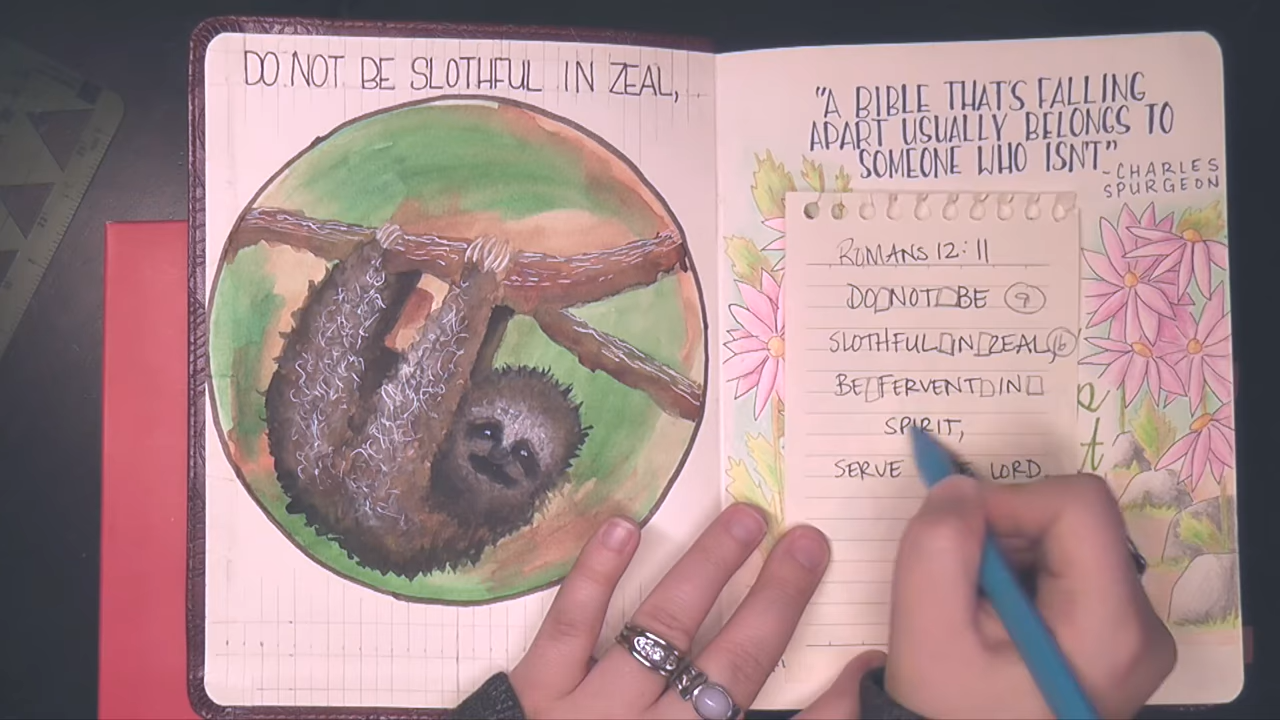 DO NOT BE SLOTHFUL IN ZEAL,
"A BIBLE THAT'S FALLING
APART USUALLY BELONGS TO
SOMEONE WHO ISN'T"
-CHARLES
SPURGEON
ROMANS 12:11
DO NOT BE 9
SLOTHFUL IN ZEAL, 16
BE FERVENT IN
SPIRIT,
SERVE LORD